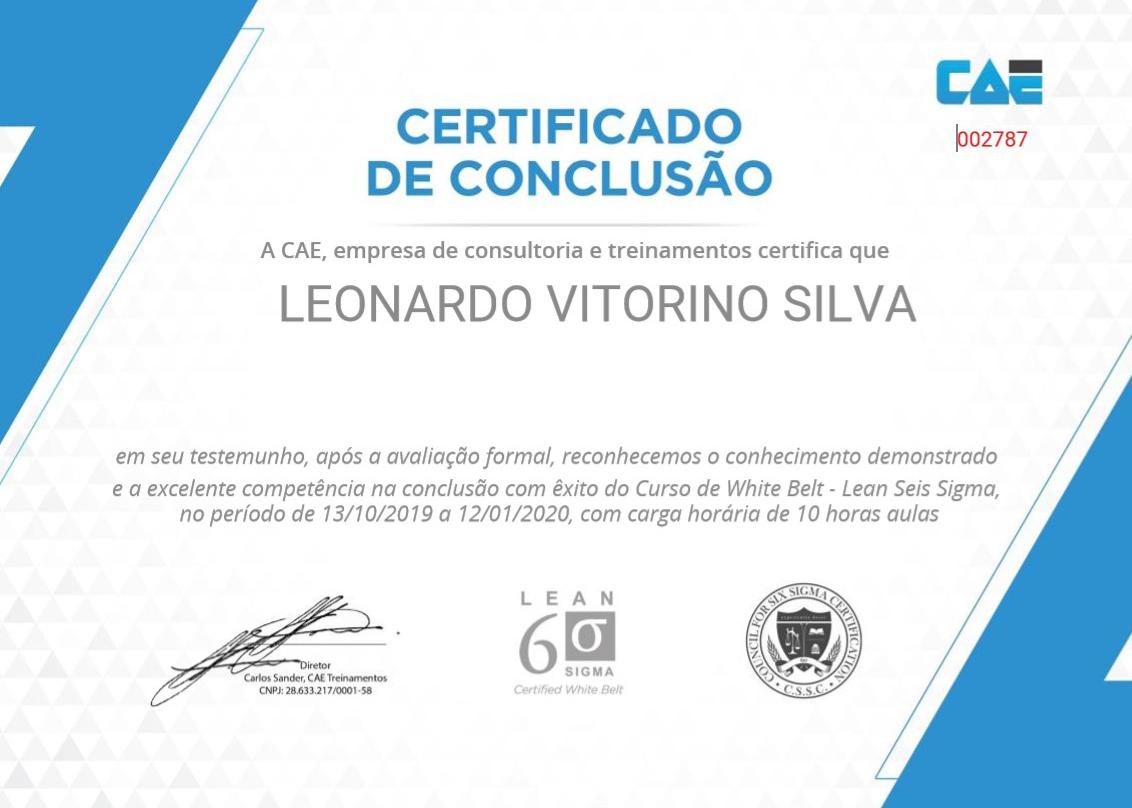 CAE
002787
CERTIFICADO
DE CONCLUSÃO
A CAE, empresa de consultoria e treinamentos certifica que
LEONARDO VITORINO SILVA
em seu testemunho, após a avaliação formal, reconhecemos o conhecimento demonstrado
e a excelente competência na conclusão com êxito do Curso de White Belt - Lean Seis Sigma,
no período de 13/10/2019 a 12/01/2020, com carga horária de 10 horas aulas
Diretor
Carlos Sander, CAE Treinamentos
CNPJ: 28.633.217/0001-58
LEAN
6σ
SIGMA
Certified White Belt
COUNCIL FOR SIX SIGMA CERTIFICATION
C.S.S.C.